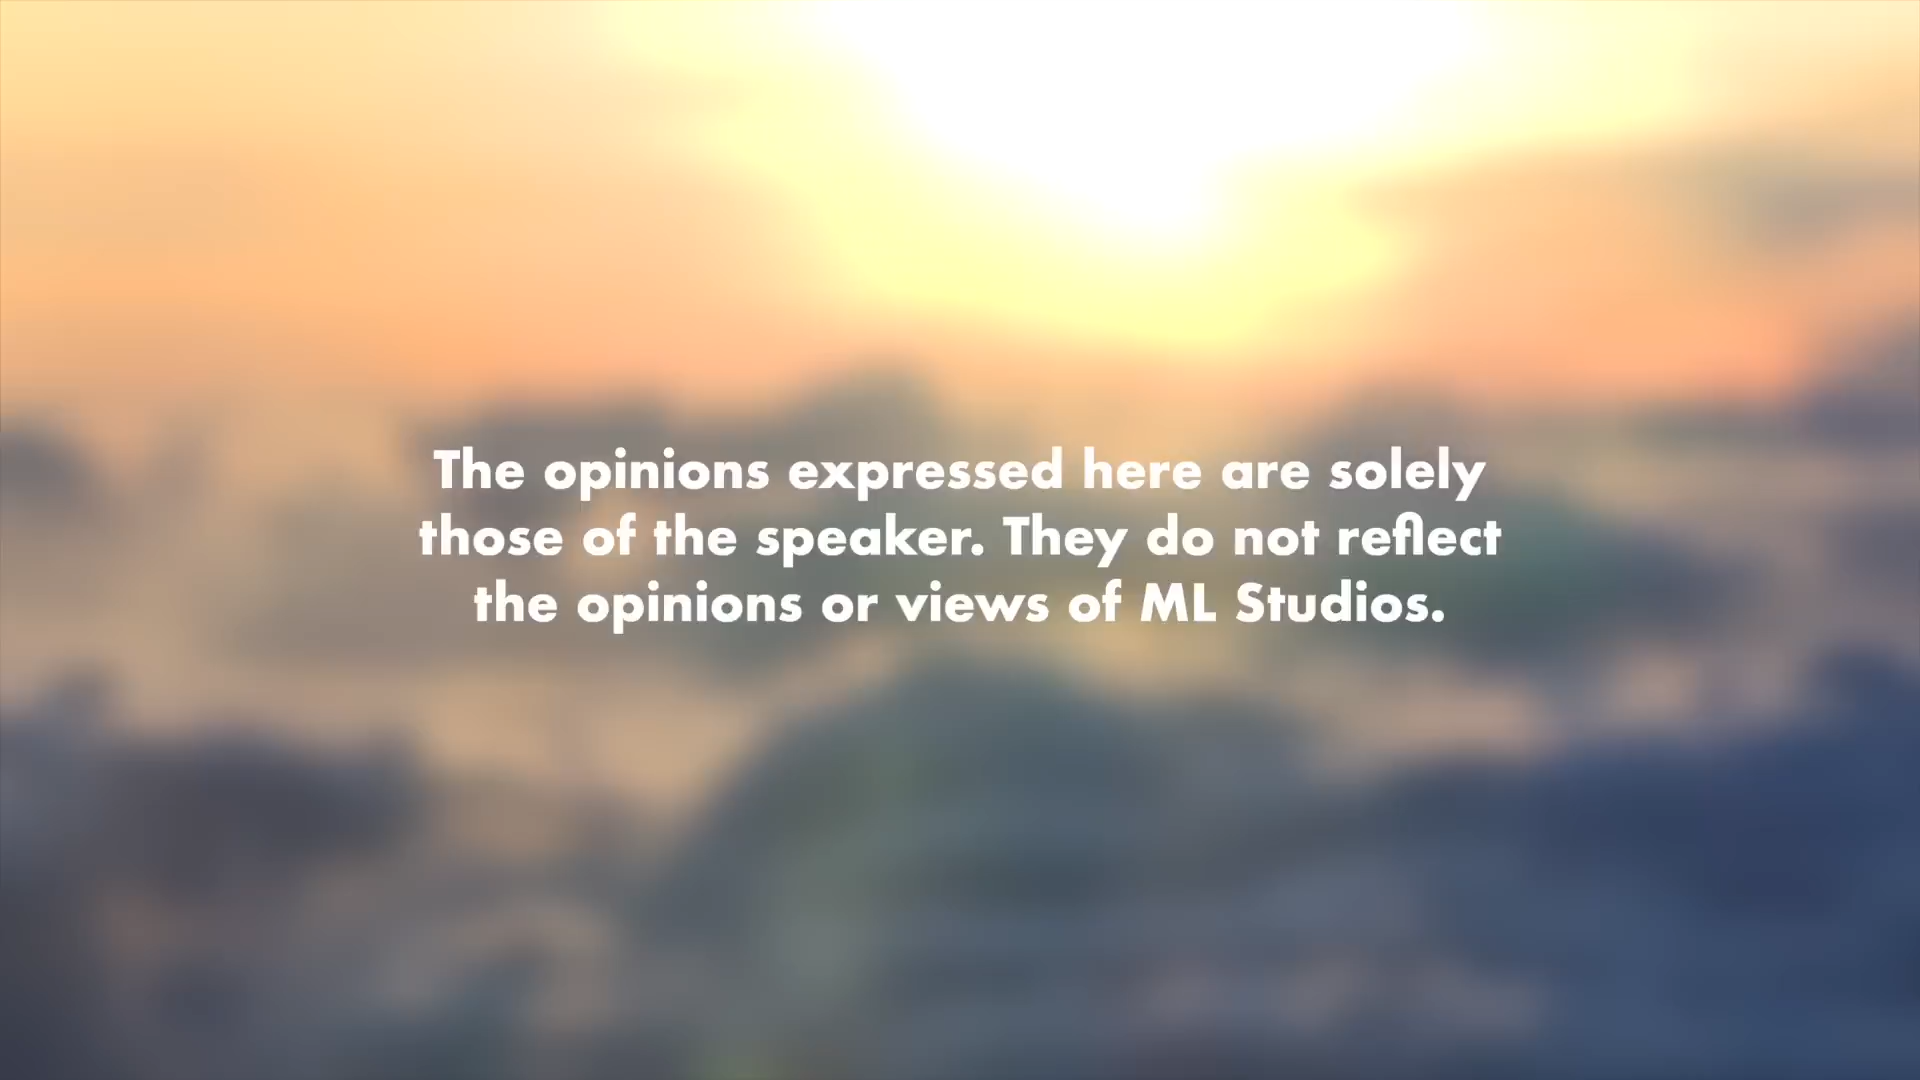 The opinions expressed here are solely
those of the speaker. They do not reflect
the opinions or views of ML Studios.